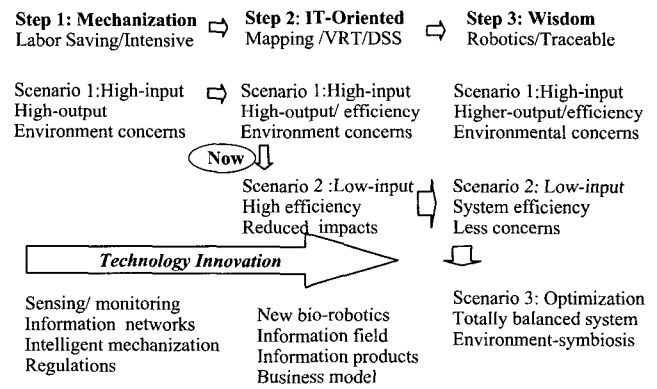 Step 1: Mechanization
Labor Saving/Intensive
Step 2: IT-Oriented
Mapping /VRT/DSS
Step 3: Wisdom
Robotics/Traceable
Scenario 1:High-input
High-output
Environment concerns
Scenario 1:High-input
High-output/ efficiency
Environment concerns
Scenario 1:High-input
Higher-output/efficiency
Environmental concerns
Now
Scenario 2 :Low-input
High efficiency
Reduced impacts
Scenario 2: Low-input
System efficiency
Less concerns
Technology Innovation
Sensing/ monitoring
Information networks
Intelligent mechanization
Regulations
New bio-robotics
Information field
Information products
Business model
Scenario 3: Optimization
Totally balanced system
Environment-symbiosis